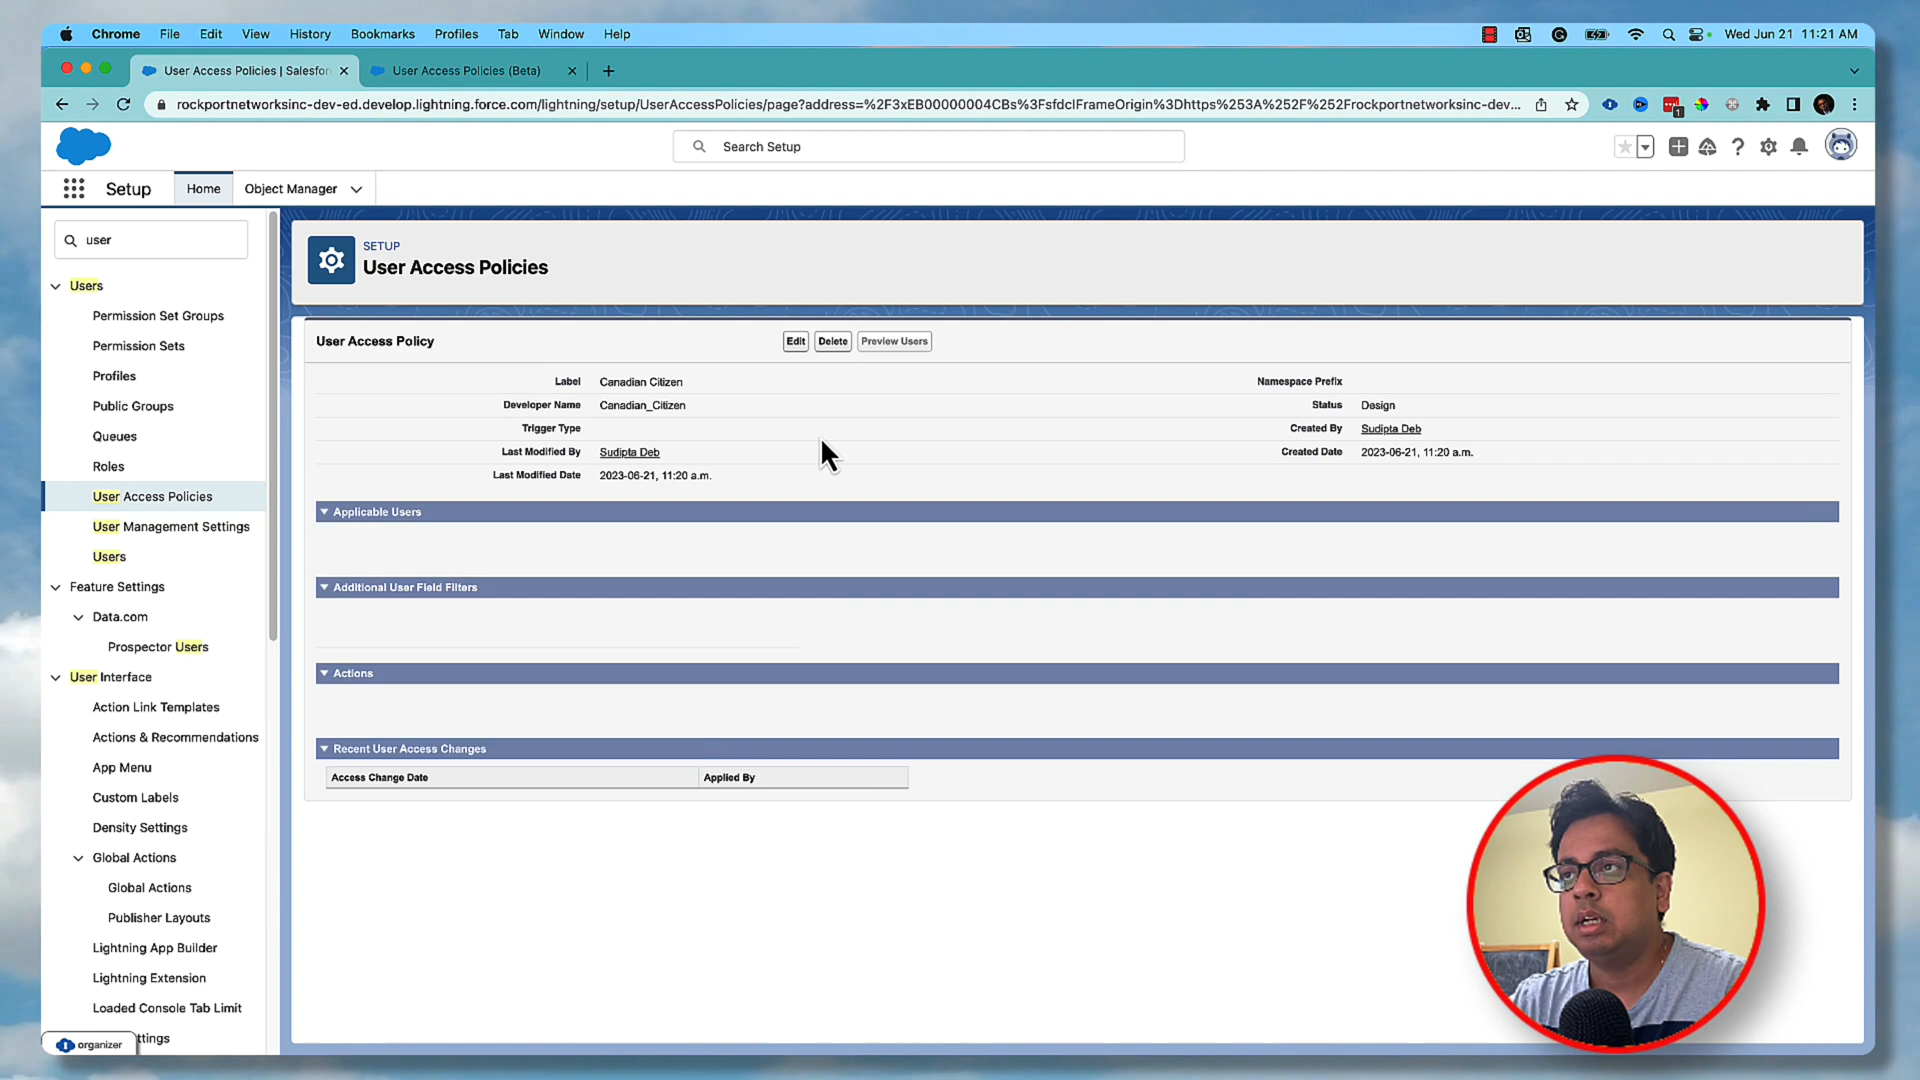 Chrome File Edit View History Bookmarks Profiles Tab Window Help Wed Jun 21 11:21 AM
User Access Policies | Salesfor User Access Policies (Beta)
rockportnetworksinc-dev-ed.develop.lightning.force.com/lightning/setup/UserAccessPolicies/page?address=%2F3xEB00000004CBs%3FsfdcIFrameOrigin%3Dhttps%253A%252F%252Frockportnetworksinc-dev...
1
Search Setup
Setup Home Object Manager
user
SETUP
User Access Policies
Users
Permission Set Groups
Permission Sets
Profiles
Public Groups
Queues
Roles
User Access Policies
User Management Settings
Users
Feature Settings
Data.com
Prospector Users
User Interface
Action Link Templates
Actions & Recommendations
App Menu
Custom Labels
Density Settings
Global Actions
Global Actions
Publisher Layouts
Lightning App Builder
Lightning Extension
Loaded Console Tab Limit
ttings
organizer
User Access Policy Edit Delete Preview Users
Label Canadian Citizen Namespace Prefix
Developer Name Canadian_Citizen Status Design
Trigger Type Created By Sudipta Deb
Last Modified By Sudipta Deb Created Date 2023-06-21, 11:20 a.m.
Last Modified Date 2023-06-21, 11:20 a.m.
Applicable Users
Additional User Field Filters
Actions
Recent User Access Changes
Access Change Date Applied By